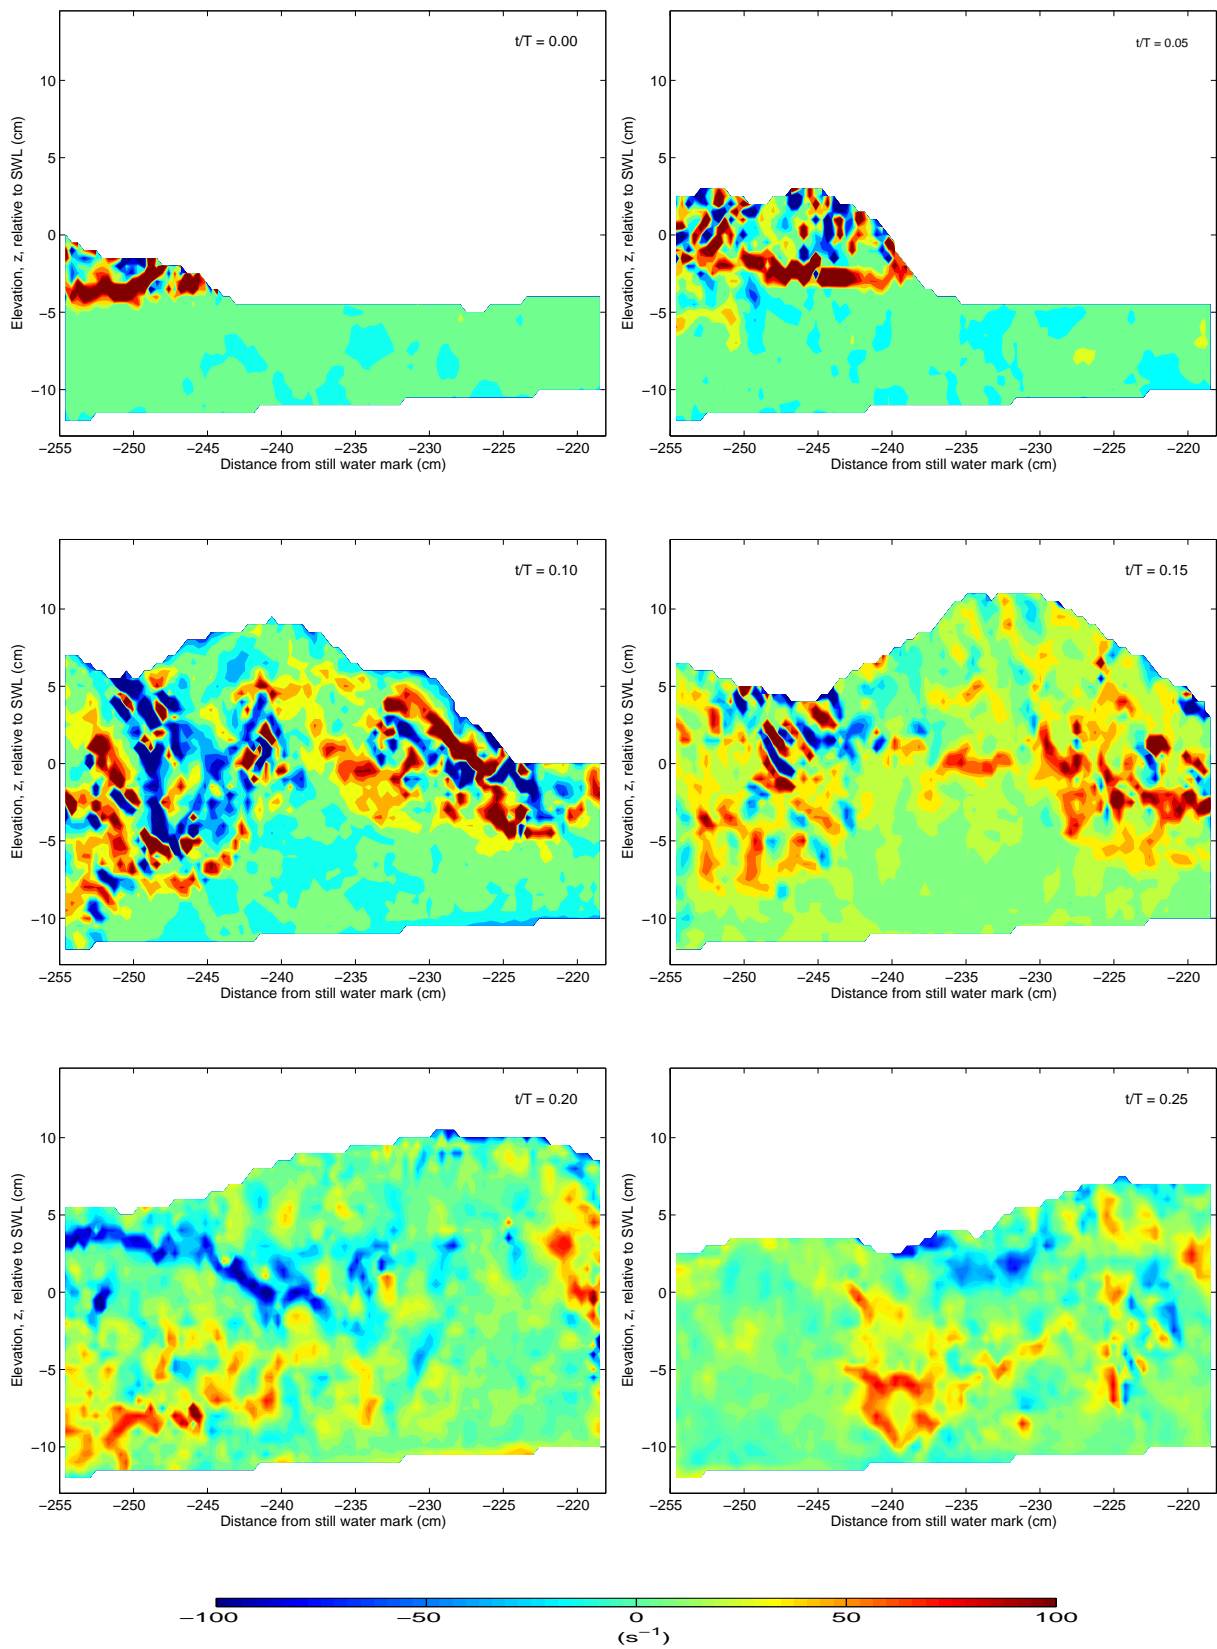 t/T = 0.00
10
5
0
−5
−10
Elevation, z, relative to SWL (cm)
−255 −250 −245 −240 −235 −230 −225 −220
Distance from still water mark (cm)
t/T = 0.05
10
5
0
−5
−10
Elevation, z, relative to SWL (cm)
−255 −250 −245 −240 −235 −230 −225 −220
Distance from still water mark (cm)
t/T = 0.10
10
5
0
−5
−10
Elevation, z, relative to SWL (cm)
−255 −250 −245 −240 −235 −230 −225 −220
Distance from still water mark (cm)
t/T = 0.15
10
5
0
−5
−10
Elevation, z, relative to SWL (cm)
−255 −250 −245 −240 −235 −230 −225 −220
Distance from still water mark (cm)
t/T = 0.20
10
5
0
−5
−10
Elevation, z, relative to SWL (cm)
−255 −250 −245 −240 −235 −230 −225 −220
Distance from still water mark (cm)
t/T = 0.25
10
5
0
−5
−10
Elevation, z, relative to SWL (cm)
−255 −250 −245 −240 −235 −230 −225 −220
Distance from still water mark (cm)
−100 −50 0 50 100
(s⁻¹)